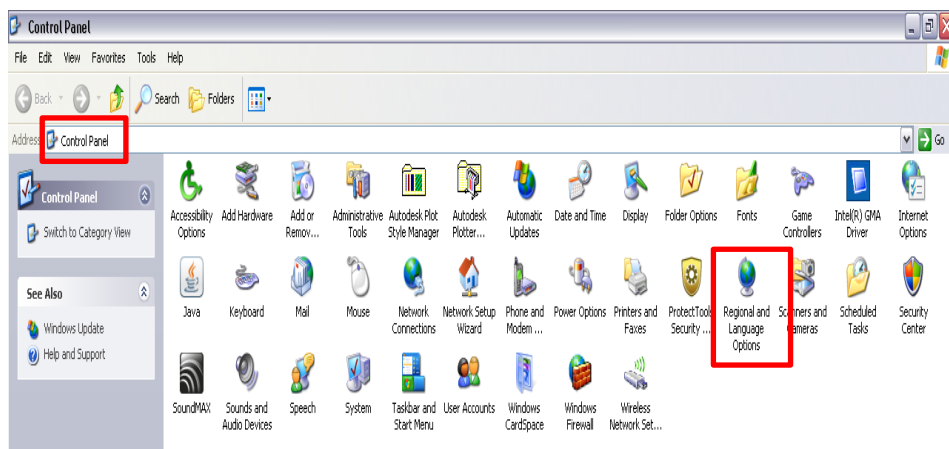 Control Panel
File Edit View Favorites Tools Help
Back Search Folders
Address Control Panel Go
Control Panel
Switch to Category View
See Also
Windows Update
Help and Support
Accessibility Options
Add Hardware
Add or Remov...
Administrative Tools
Autodesk Plot Style Manager
Autodesk Plotter...
Automatic Updates
Date and Time
Display
Folder Options
Fonts
Game Controllers
Intel(R) GMA Driver
Internet Options
Java
Keyboard
Mail
Mouse
Network Connections
Network Setup Wizard
Phone and Modem ...
Power Options
Printers and Faxes
ProtectTools Security ...
Regional and Language Options
Scanners and Cameras
Scheduled Tasks
Security Center
SoundMAX
Sounds and Audio Devices
Speech
System
Taskbar and Start Menu
User Accounts
Windows CardSpace
Windows Firewall
Wireless Network Set...